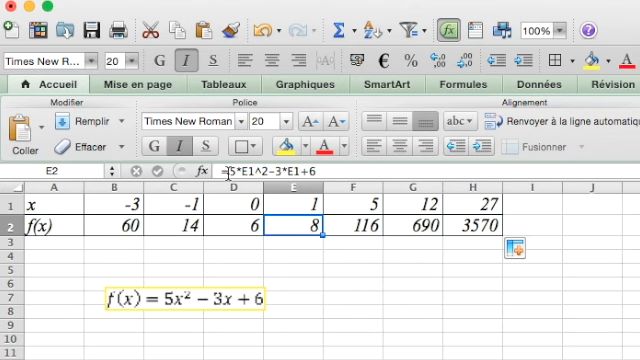 100%
Times New R... 20 G I S € %
Accueil Mise en page Tableaux Graphiques SmartArt Formules Données Révision
Modifier Police Alignement
Coller Remplir Times New Roman 20 A A abc Renvoyer à la ligne automatiqu
Effacer G I S A Fusionner
E2 fx =5*E1^2-3*E1+6
A B C D E F G H I J
1 x -3 -1 0 1 5 12 27
2 f(x) 60 14 6 8 116 690 3570
3
4
5
6
7 f(x) = 5x² − 3x + 6
8
9
10
11